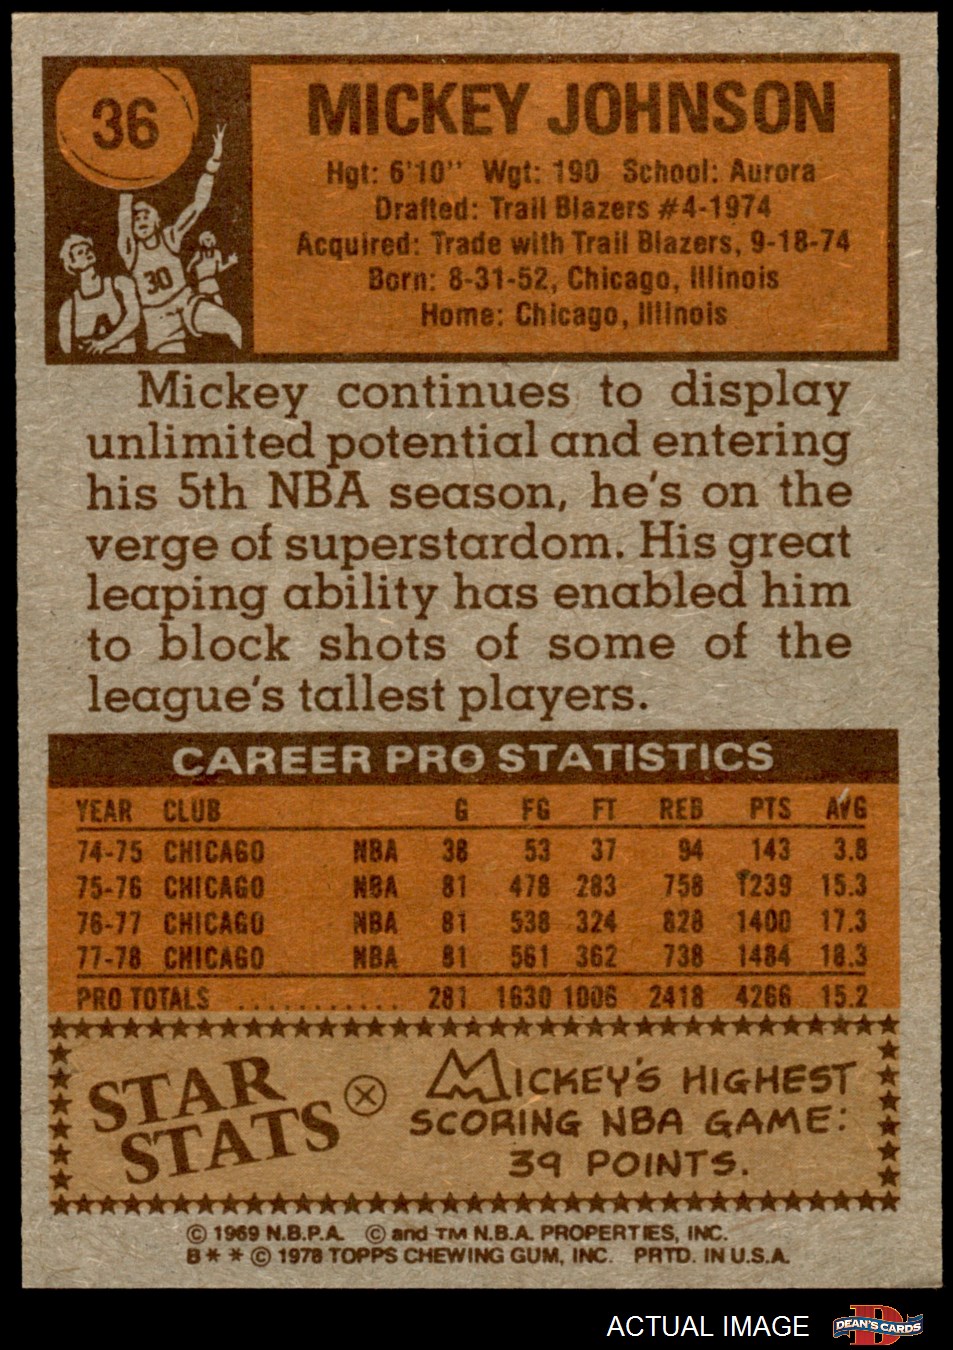 36
MICKEY JOHNSON
Hgt: 6'10" Wgt: 190 School: Aurora
Drafted: Trail Blazers #4-1974
Acquired: Trade with Trail Blazers, 9-18-74
Born: 8-31-52, Chicago, Illinois
Home: Chicago, Illinois
30
A
Mickey continues to display
unlimited potential and entering
his 5th NBA season, he's on the
verge of superstardom. His great
leaping ability has enabled him
to block shots of some of the
league's tallest players.
CAREER PRO STATISTICS
YEAR CLUB G FG FT REB PTS AVG
74-75 CHICAGO NBA 38 53 37 94 143 3.8
75-76 CHICAGO NBA 81 478 283 758 1239 15.3
76-77 CHICAGO NBA 81 538 324 828 1400 17.3
77-78 CHICAGO NBA 81 561 362 738 1484 18.3
PRO TOTALS . . . . . . . . . . . 281 1630 1006 2418 4266 15.2
STAR
STATS
MICKEY'S HIGHEST
SCORING NBA GAME:
39 POINTS.
© 1969 N.B.P.A. © and TM N.B.A. PROPERTIES, INC.
B* * © 1978 TOPPS CHEWING GUM, INC. PRTD. IN U.S.A.
ACTUAL IMAGE
D
DEAN'S CARDS